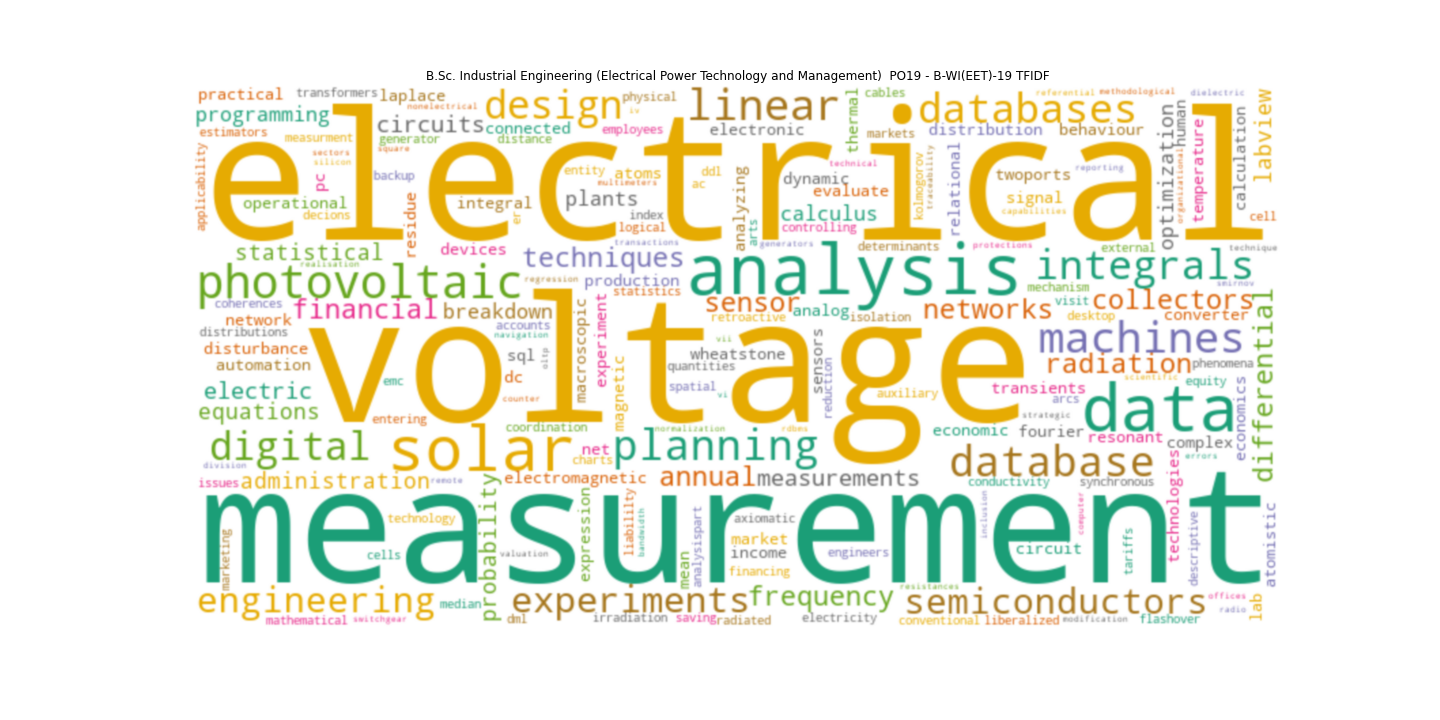 B.Sc. Industrial Engineering (Electrical Power Technology and Management)  PO19 - B-WI(EET)-19 TFIDF
practical
transformers
laplace
nonelectrical
design
physical
iv
linear
cables
databases
referential
methodological
dielectric
programming
estimators
measurment
sectors
silicon
circuits
generator
square
connected
distance
employees
electronic
thermal
markets
distribution
behaviour
human
optimization
calculation
labview
electrical
applicability
pc
backup
entity
atoms
multimeters
ddl
ac
technical
dynamic
evaluate
kolmogorov
traceability
relational
twoports
reporting
signal
capabilities
organizational
temperature
cell
operational
decions
residue
integral
er
plants
index
logical
analyzing
arts
calculus
controlling
statistical
realisation
devices
transactions
generators
determinants
protections
external
technique
techniques
analysis
mechanism
integrals
smirnov
photovoltaic
regression
production
statistics
coherences
financial
breakdown
sensor
analog
retroactive
isolation
networks
visit
desktop
collectors
converter
network
distributions
accounts
navigation
macroscopic
experiment
vii
disturbance
automation
voltage
sql
oltp
wheatstone
quantities
sensors
machines
radiation
phenomena
scientific
differential
electric
emc
dc
counter
magnetic
spatial
vi
reduction
auxiliary
transients
arcs
equity
economics
equations
entering
strategic
data
coordination
normalization
rdbms
economic
fourier
resonant
complex
errors
digital
solar
net
charts
planning
database
division
issues
administration
remote
electromagnetic
annual
measurements
conductivity
synchronous
technologies
measurement
probability
technology
expression
liabililty
bandwidth
analysispart
axiomatic
inclusion
computer
tariffs
descriptive
atomistic
marketing
cells
valuation
mean
market
income
financing
engineers
circuit
engineering
median
experiments
frequency
resistances
semiconductors
offices
radio
lab
mathematical
switchgear
dml
irradiation
saving
radiated
electricity
conventional
liberalized
modification
flashover